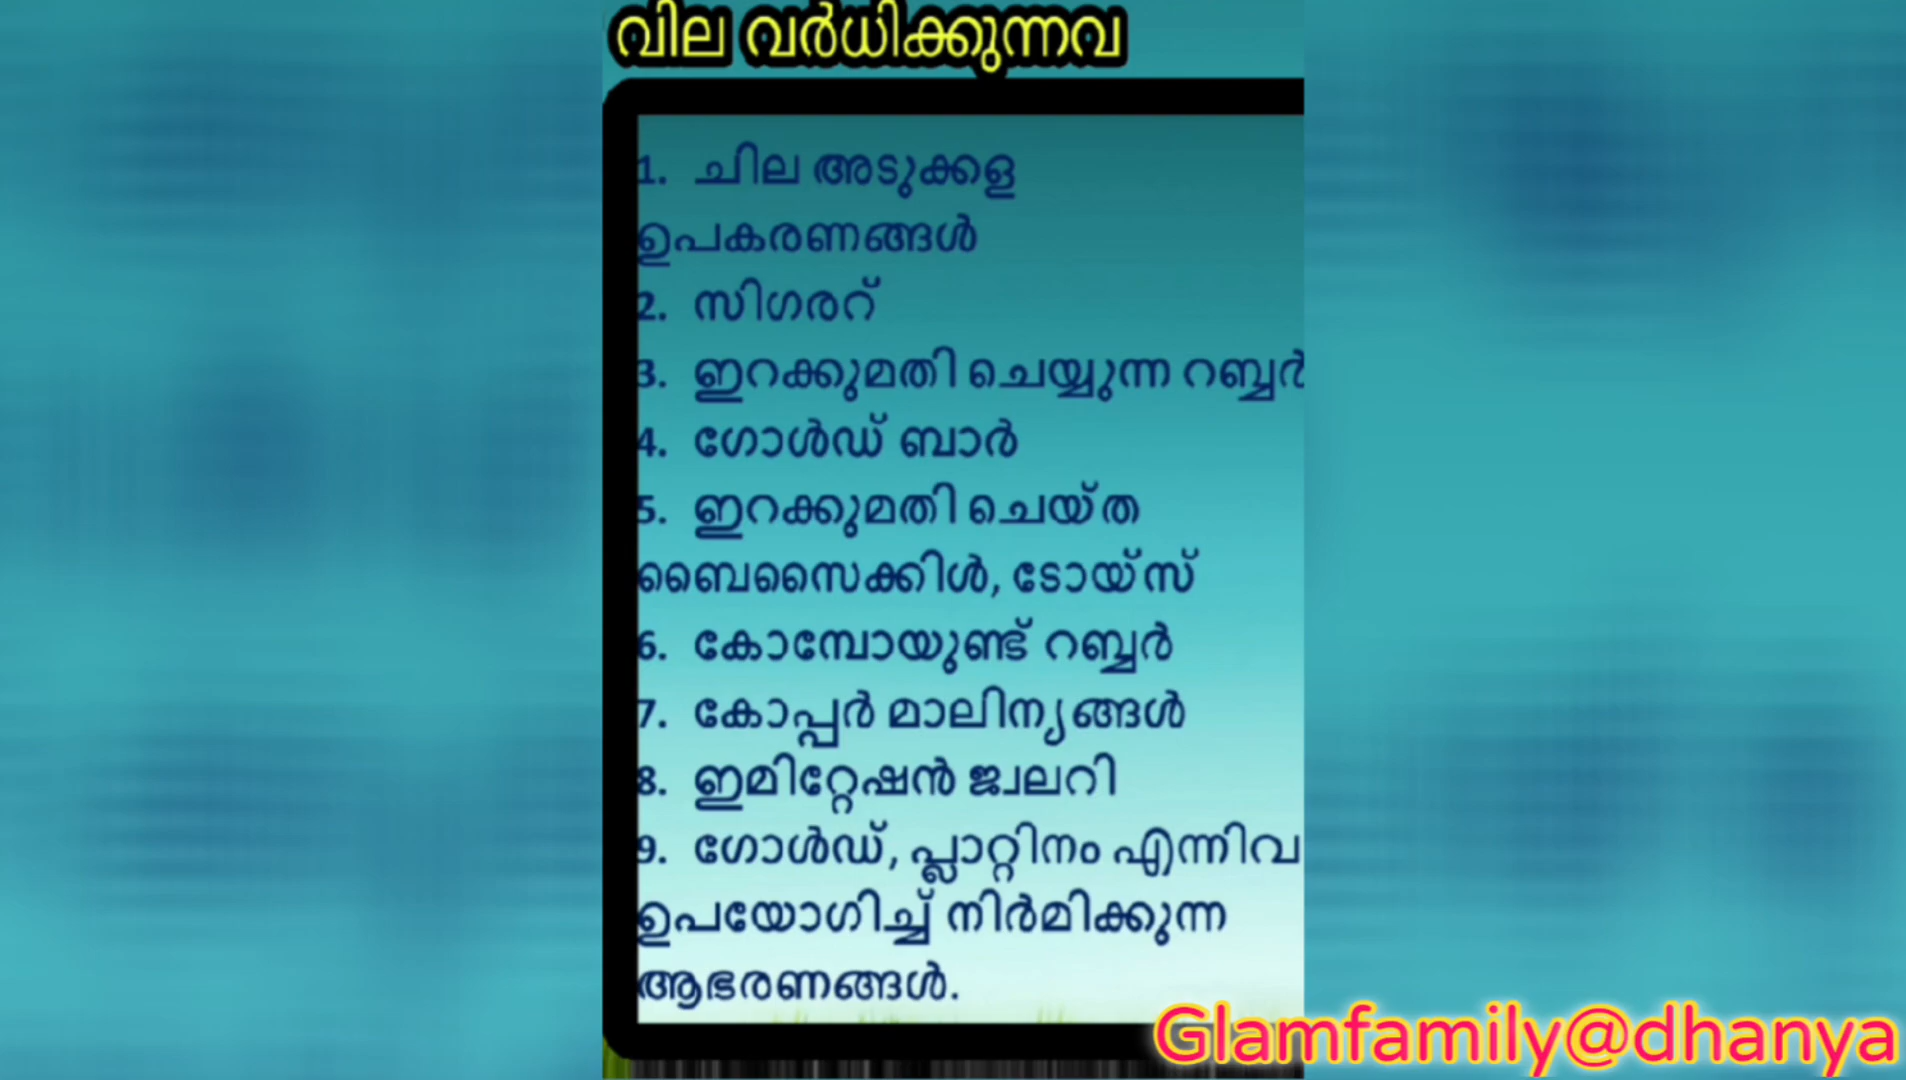 വില വർധിക്കുന്നവ
1. ചില അടുക്കള
ഉപകരണങ്ങൾ
2. സിഗരറ്
3. ഇറക്കുമതി ചെയ്യുന്ന റബ്ബർ
4. ഗോൾഡ് ബാർ
5. ഇറക്കുമതി ചെയ്ത
ബൈസൈക്കിൾ, ടോയ്സ്
6. കോമ്പോയുണ്ട് റബ്ബർ
7. കോപ്പർ മാലിന്യങ്ങൾ
8. ഇമിറ്റേഷൻ ജ്വലറി
9. ഗോൾഡ്, പ്ലാറ്റിനം എന്നിവ
ഉപയോഗിച്ച് നിർമിക്കുന്ന
ആഭരണങ്ങൾ.
Glamfamily@dhanya